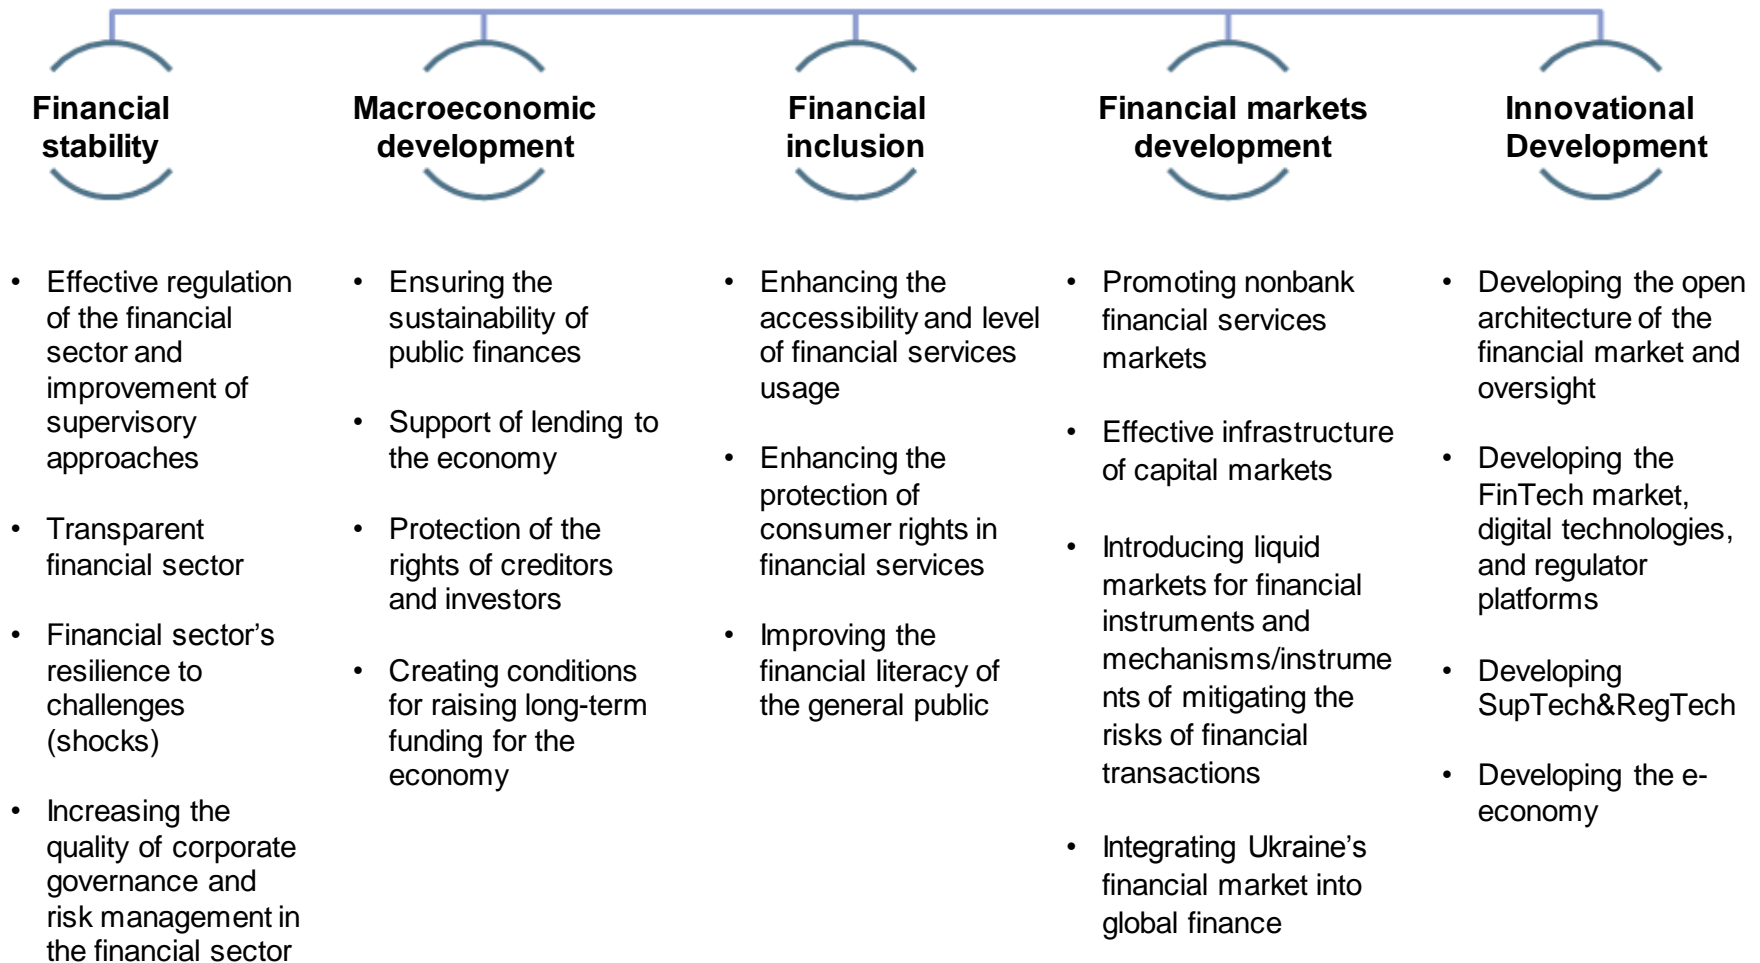 Financial
stability
• Effective regulation
of the financial
sector and
improvement of
supervisory
approaches
• Transparent
financial sector
• Financial sector’s
resilience to
challenges
(shocks)
• Increasing the
quality of corporate
governance and
risk management in
the financial sector
Macroeconomic
development
• Ensuring the
sustainability of
public finances
• Support of lending to
the economy
• Protection of the
rights of creditors
and investors
• Creating conditions
for raising long-term
funding for the
economy
Financial
inclusion
• Enhancing the
accessibility and level
of financial services
usage
• Enhancing the
protection of
consumer rights in
financial services
• Improving the
financial literacy of
the general public
Financial markets
development
• Promoting nonbank
financial services
markets
• Effective infrastructure
of capital markets
• Introducing liquid
markets for financial
instruments and
mechanisms/instrume
nts of mitigating the
risks of financial
transactions
• Integrating Ukraine’s
financial market into
global finance
Innovational
Development
• Developing the open
architecture of the
financial market and
oversight
• Developing the
FinTech market,
digital technologies,
and regulator
platforms
• Developing
SupTech&RegTech
• Developing the e-
economy